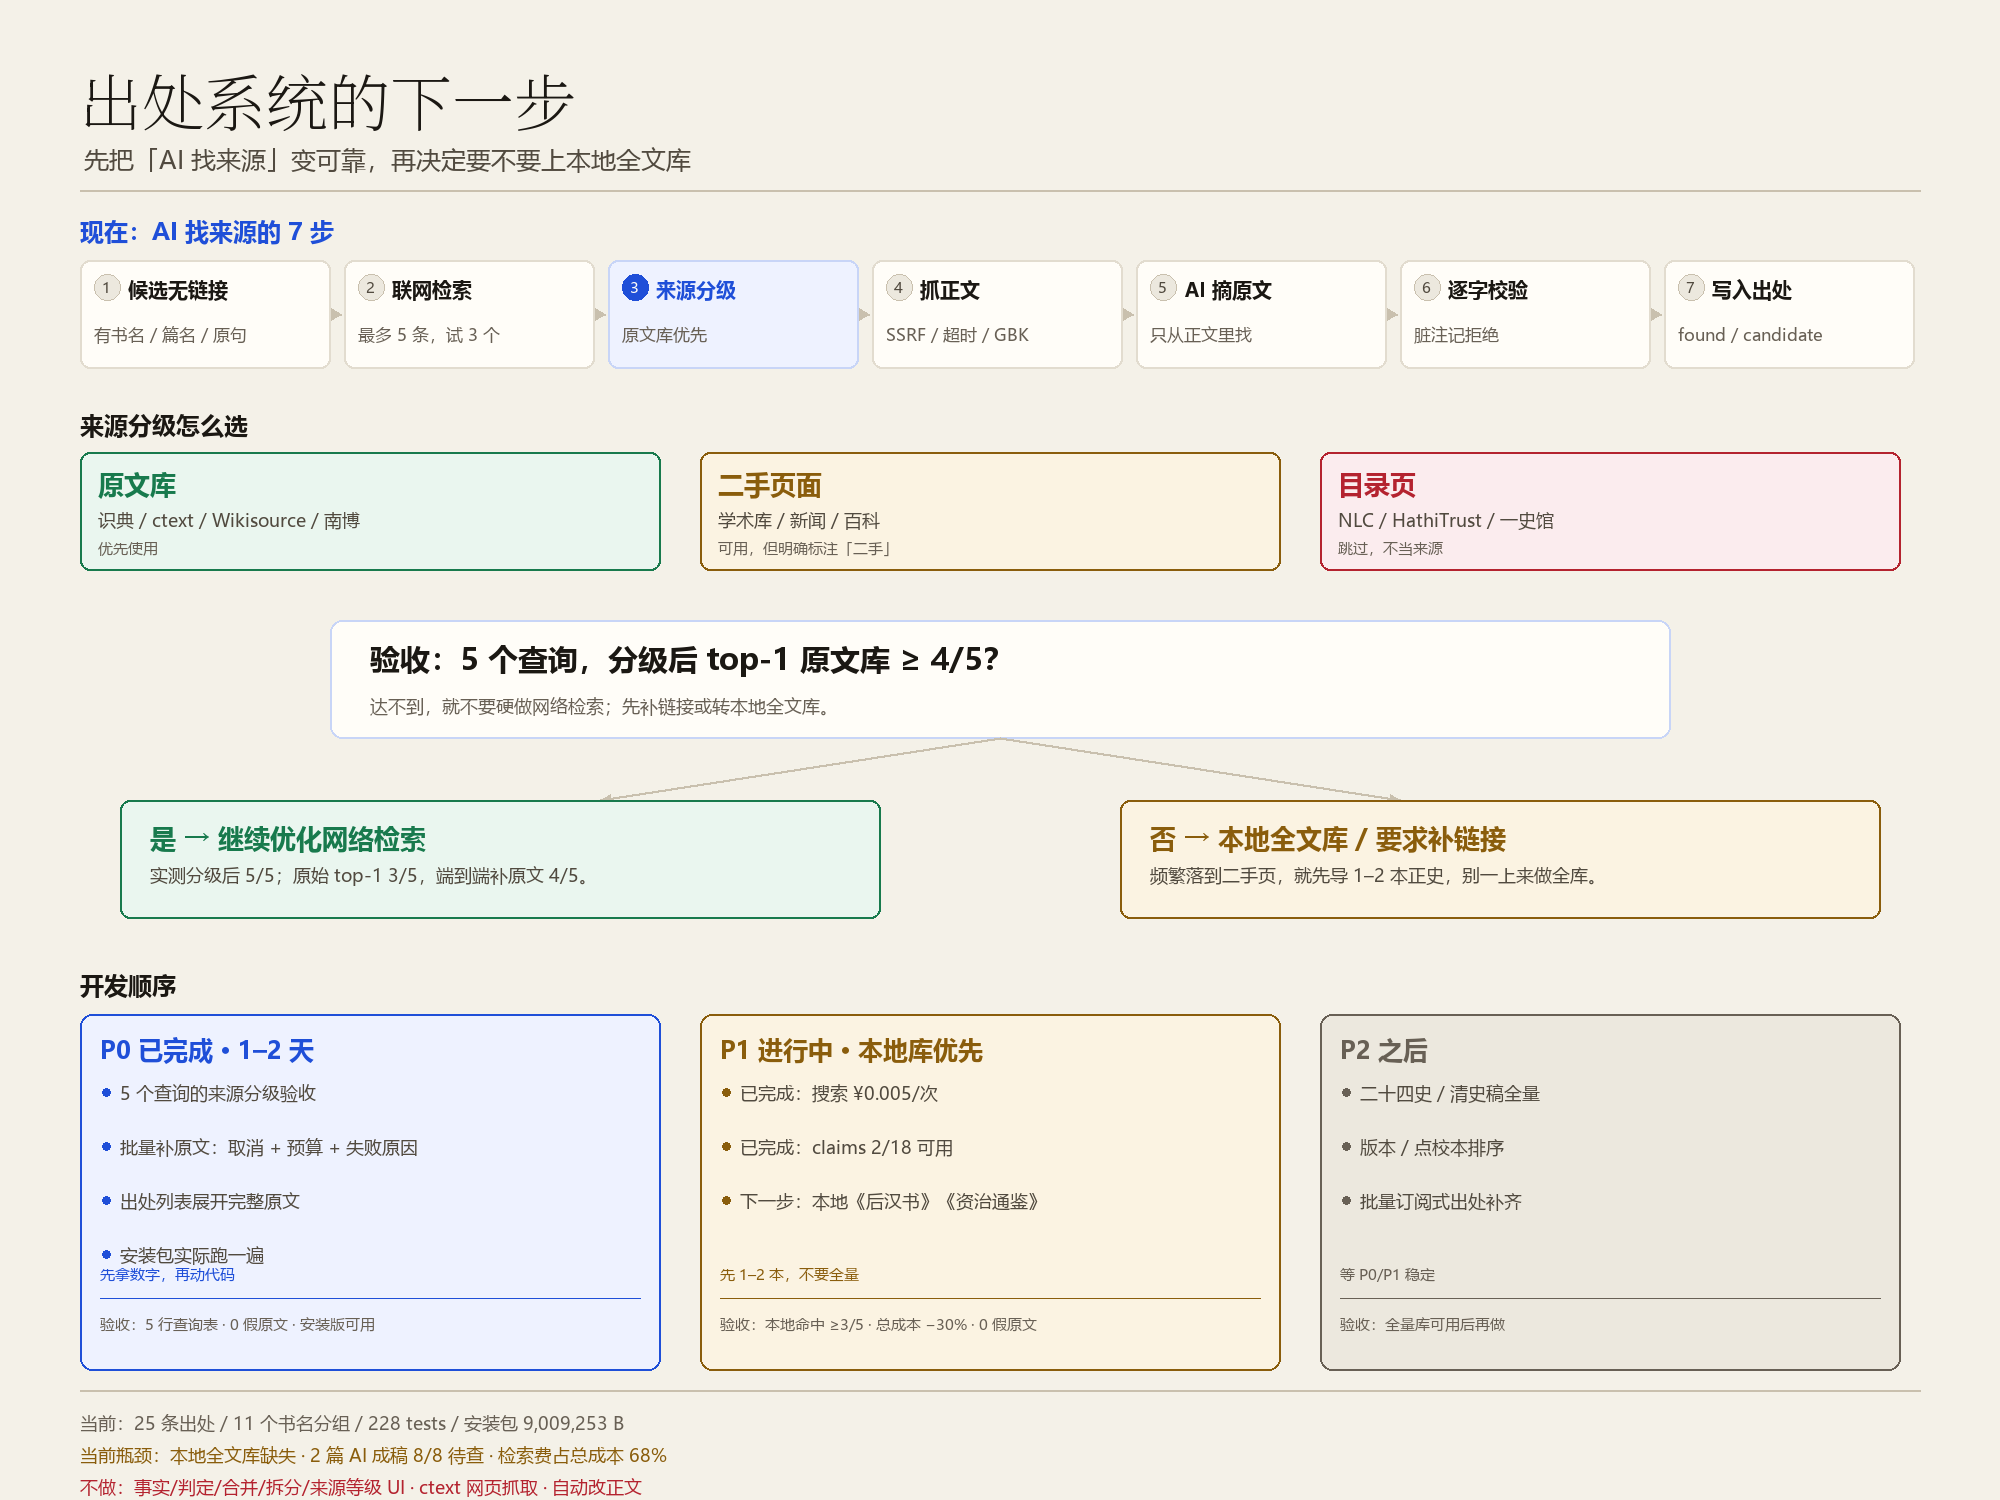 出处系统的下一步
先把「AI 找来源」变可靠，再决定要不要上本地全文库
现在：AI 找来源的 7 步
1 候选无链接
有书名 / 篇名 / 原句
2 联网检索
最多 5 条，试 3 个
3 来源分级
原文库优先
4 抓正文
SSRF / 超时 / GBK
5 AI 摘原文
只从正文里找
6 逐字校验
脏注记拒绝
7 写入出处
found / candidate
来源分级怎么选
原文库
识典 / ctext / Wikisource / 南博
优先使用
二手页面
学术库 / 新闻 / 百科
可用，但明确标注「二手」
目录页
NLC / HathiTrust / 一史馆
跳过，不当来源
验收：5 个查询，分级后 top-1 原文库 ≥ 4/5?
达不到，就不要硬做网络检索；先补链接或转本地全文库。
是 → 继续优化网络检索
实测分级后 5/5；原始 top-1 3/5，端到端补原文 4/5。
否 → 本地全文库 / 要求补链接
频繁落到二手页，就先导 1–2 本正史，别一上来做全库。
开发顺序
P0 已完成 • 1–2 天
• 5 个查询的来源分级验收
• 批量补原文：取消 + 预算 + 失败原因
• 出处列表展开完整原文
• 安装包实际跑一遍
先拿数字，再动代码
验收：5 行查询表 · 0 假原文 · 安装版可用
P1 进行中 • 本地库优先
• 已完成：搜索 ¥0.005/次
• 已完成：claims 2/18 可用
• 下一步：本地《后汉书》《资治通鉴》
先 1–2 本，不要全量
验收：本地命中 ≥3/5 · 总成本 −30% · 0 假原文
P2 之后
• 二十四史 / 清史稿全量
• 版本 / 点校本排序
• 批量订阅式出处补齐
等 P0/P1 稳定
验收：全量库可用后再做
当前：25 条出处 / 11 个书名分组 / 228 tests / 安装包 9,009,253 B
当前瓶颈：本地全文库缺失 · 2 篇 AI 成稿 8/8 待查 · 检索费占总成本 68%
不做：事实/判定/合并/拆分/来源等级 UI · ctext 网页抓取 · 自动改正文